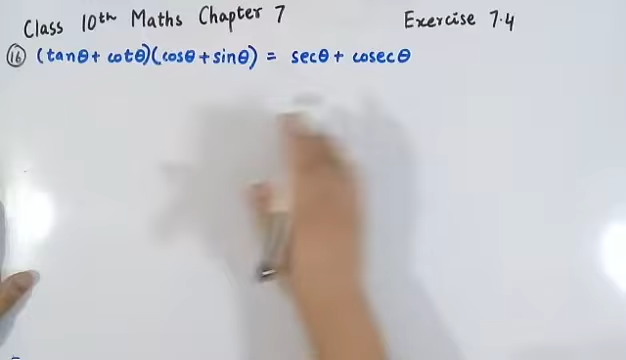 Class 10th Maths Chapter 7 Exercise 7.4
(16) (tanθ + cotθ)(cosθ + sinθ) = secθ + cosecθ